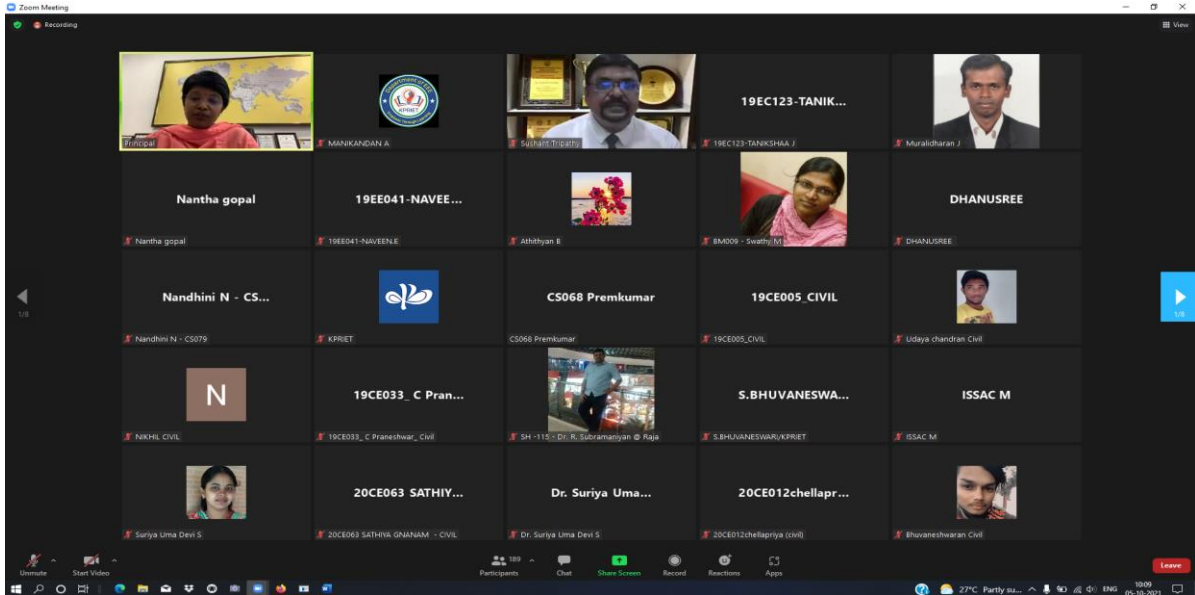 Zoom Meeting
Recording
View
Principal
MANIKANDAN A
Sushant Tripathy
19EC123-TANIK...
19EC123-TANIKSHAA J
Muralidharan J
Nantha gopal
Nantha gopal
19EE041-NAVEE...
19EE041-NAVEEN.E
Athithyan B
BM009 - Swathy M
DHANUSREE
DHANUSREE
Nandhini N - CS...
Nandhini N - CS079
KPRIET
CS068 Premkumar
CS068 Premkumar
19CE005_CIVIL
19CE005_CIVIL
Udaya chandran Civil
1/8
1/8
N
NIKHIL CIVIL
19CE033_ C Pran...
19CE033_ C Praneshwar_ Civil
SH -115 - Dr. R. Subramaniyan @ Raja
S.BHUVANESWA...
S.BHUVANESWARI/KPRIET
ISSAC M
ISSAC M
Suriya Uma Devi S
20CE063 SATHIY...
20CE063 SATHIYA GNANAM - CIVIL
Dr. Suriya Uma...
Dr. Suriya Uma Devi S
20CE012chellapr...
20CE012chellapriya (civil)
Bhuvaneshwaran Civil
Unmute
Start Video
189
Participants
Chat
Share Screen
Record
Reactions
Apps
Leave
27°C Partly su...
ENG
10:09
05-10-2021